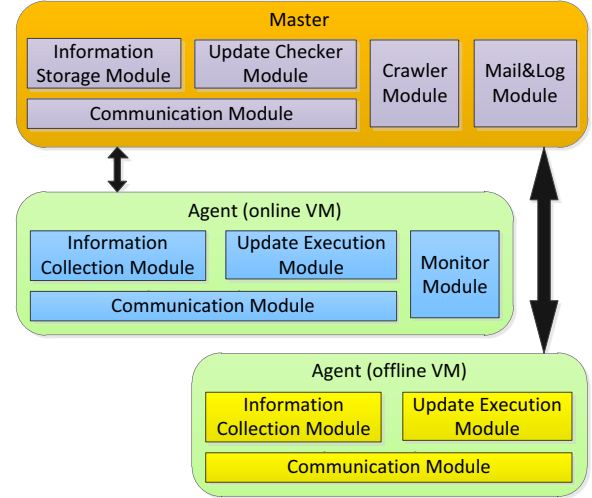 Master
Information
Storage Module
Update Checker
Module
Crawler
Module
Mail&Log
Module
Communication Module
Agent (online VM)
Information
Collection Module
Update Execution
Module
Monitor
Module
Communication Module
Agent (offline VM)
Information
Collection Module
Update Execution
Module
Communication Module